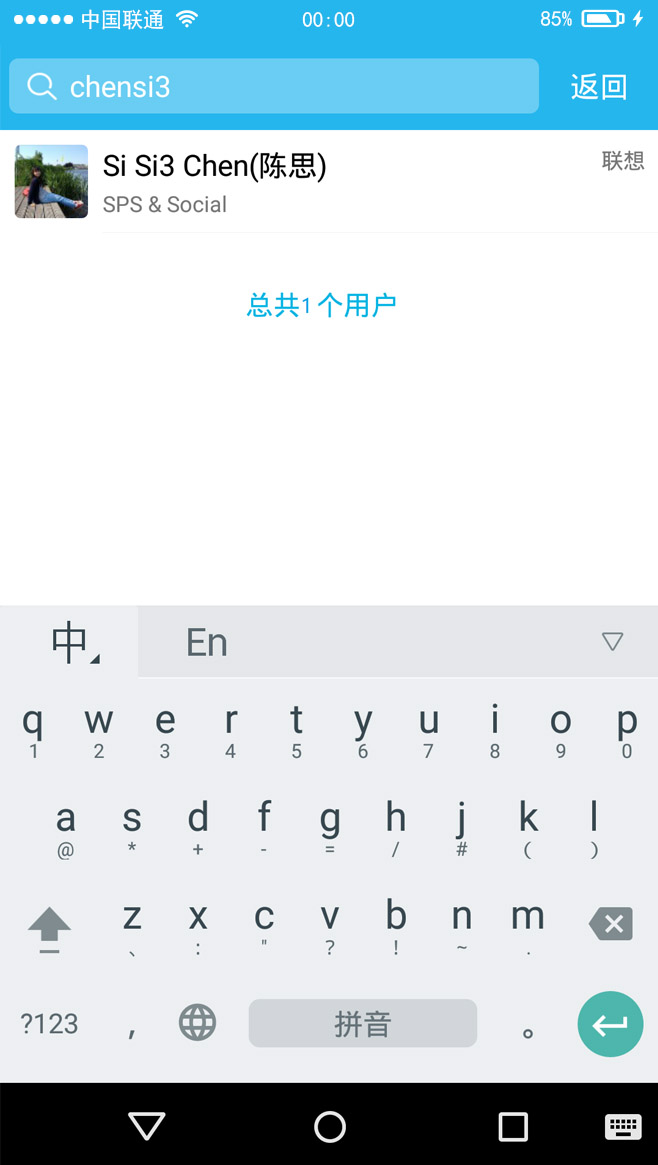 中国联通 00:00 85%
chensi3 返回
Si Si3 Chen(陈思) 联想
SPS & Social
总共1个用户
中 En
q w e r t y u i o p
1 2 3 4 5 6 7 8 9 0
a s d f g h j k l
@ * + - = / # ( )
z x c v b n m
、 : " ? ! ~ .
?123 , 拼音 。